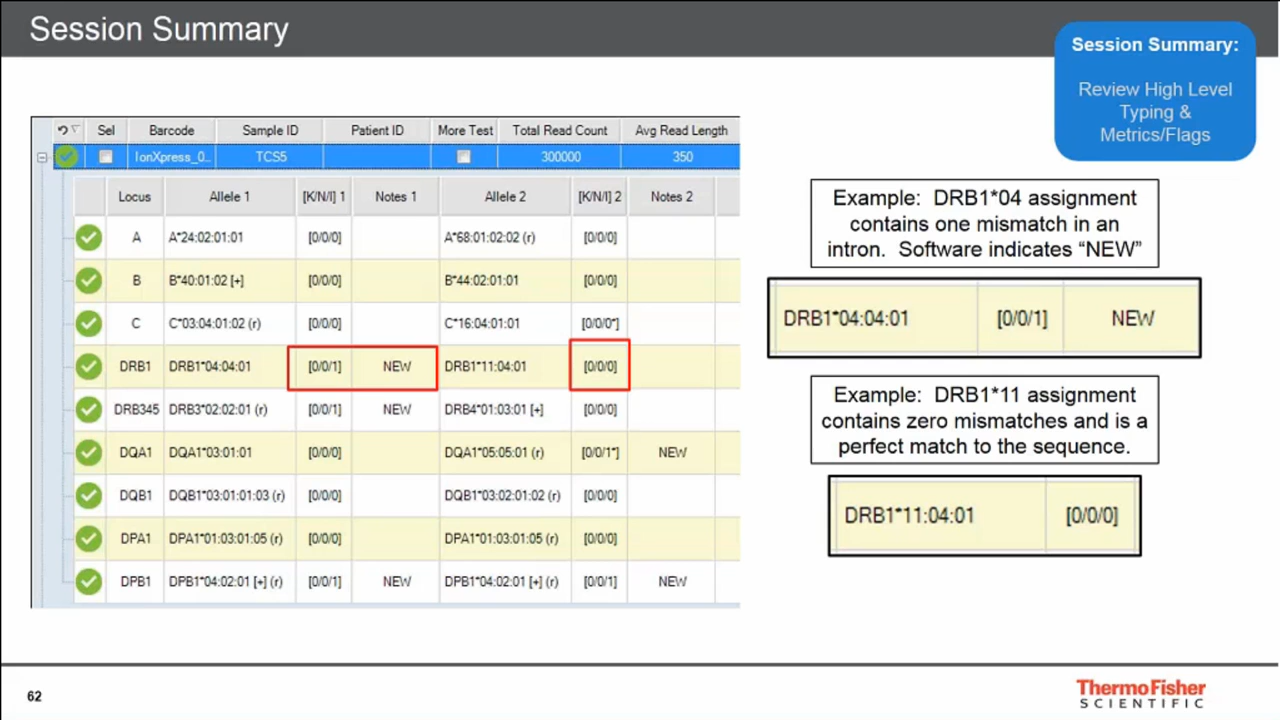 Session Summary
Session Summary:
Review High Level
Typing &
Metrics/Flags
Sel Barcode Sample ID Patient ID More Test Total Read Count Avg Read Length
IonXpress_0... TCS5 300000 350
Locus Allele 1 [K/N/I] 1 Notes 1 Allele 2 [K/N/I] 2 Notes 2
A A*24:02:01:01 [0/0/0] A*68:01:02:02 (r) [0/0/0]
B B*40:01:02 [+] [0/0/0] B*44:02:01:01 [0/0/0]
C C*03:04:01:02 (r) [0/0/0] C*16:04:01:01 [0/0/0*]
DRB1 DRB1*04:04:01 [0/0/1] NEW DRB1*11:04:01 [0/0/0]
DRB345 DRB3*02:02:01 (r) [0/0/1] NEW DRB4*01:03:01 [+] [0/0/0]
DQA1 DQA1*03:01:01 [0/0/0] DQA1*05:05:01 (r) [0/0/1*] NEW
DQB1 DQB1*03:01:01:03 (r) [0/0/0] DQB1*03:02:01:02 (r) [0/0/0]
DPA1 DPA1*01:03:01:05 (r) [0/0/0] DPA1*01:03:01:05 (r) [0/0/0]
DPB1 DPB1*04:02:01 [+] (r) [0/0/1] NEW DPB1*04:02:01 [+] (r) [0/0/1] NEW
Example: DRB1*04 assignment
contains one mismatch in an
intron. Software indicates “NEW”
DRB1*04:04:01 [0/0/1] NEW
Example: DRB1*11 assignment
contains zero mismatches and is a
perfect match to the sequence.
DRB1*11:04:01 [0/0/0]
62
ThermoFisher
SCIENTIFIC